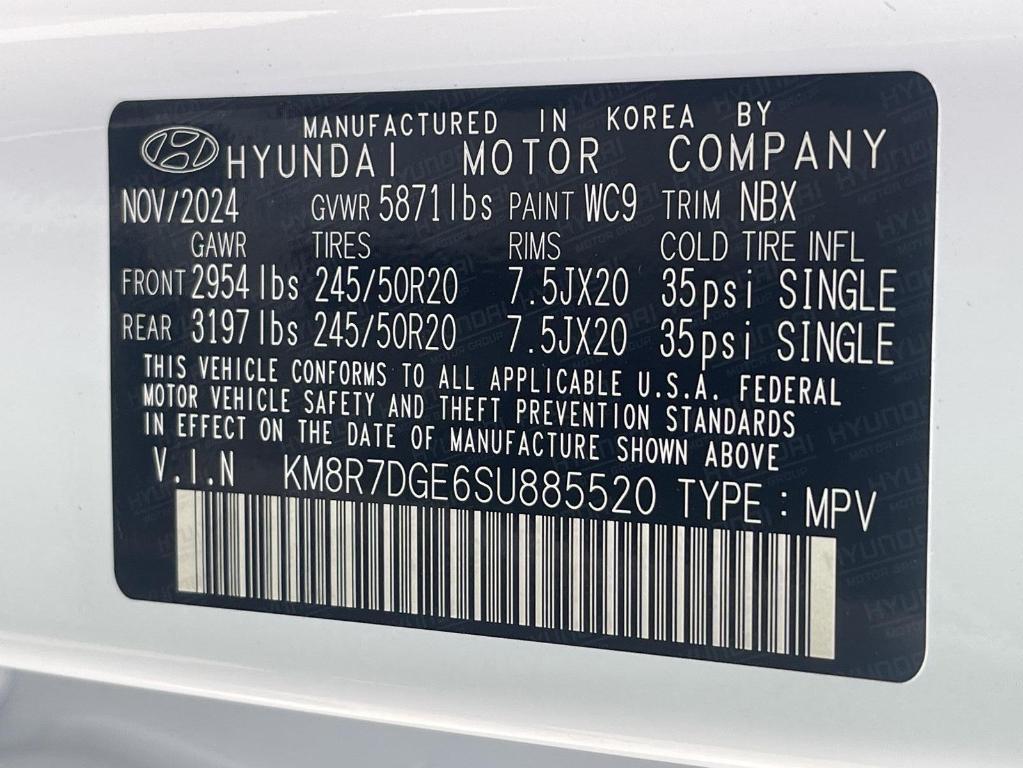 MANUFACTURED IN KOREA BY
HYUNDAI MOTOR COMPANY
NOV/2024 GVWR 5871lbs PAINT WC9 TRIM NBX
GAWR TIRES RIMS COLD TIRE INFL
FRONT 2954lbs 245/50R20 7.5JX20 35psi SINGLE
REAR 3197lbs 245/50R20 7.5JX20 35psi SINGLE
THIS VEHICLE CONFORMS TO ALL APPLICABLE U.S.A. FEDERAL
MOTOR VEHICLE SAFETY AND THEFT PREVENTION STANDARDS
IN EFFECT ON THE DATE OF MANUFACTURE SHOWN ABOVE
V.I.N KM8R7DGE6SU885520 TYPE : MPV